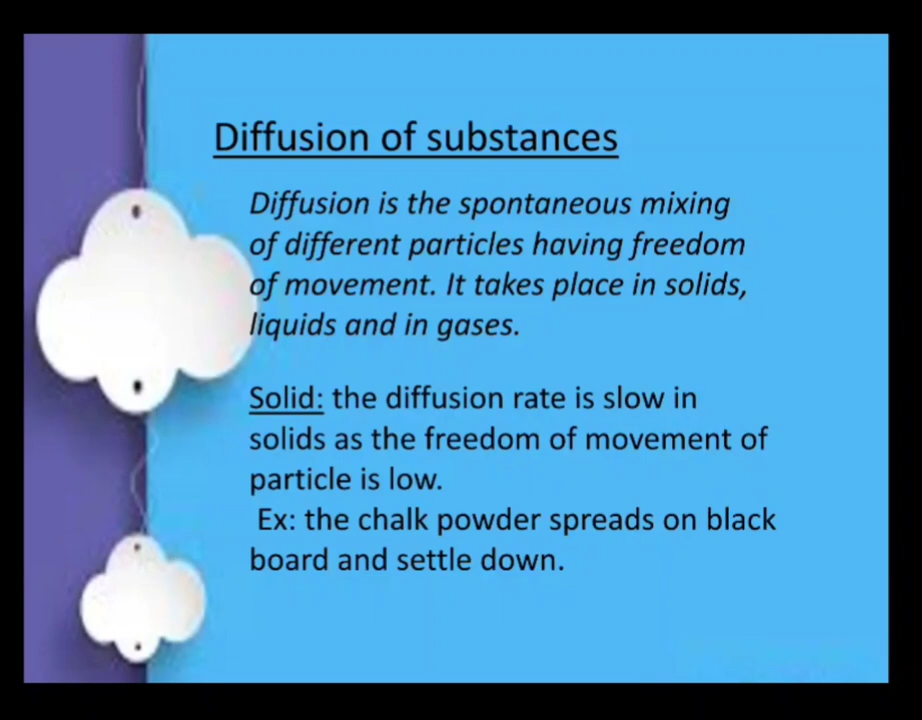 Diffusion of substances
Diffusion is the spontaneous mixing
of different particles having freedom
of movement. It takes place in solids,
liquids and in gases.
Solid: the diffusion rate is slow in
solids as the freedom of movement of
particle is low.
Ex: the chalk powder spreads on black
board and settle down.